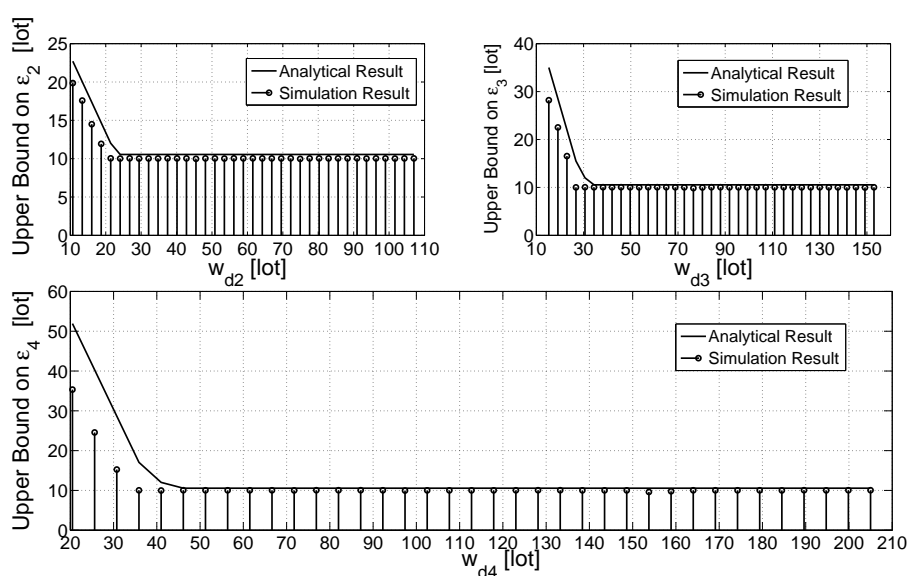 Upper Bound on ε2 [lot]
25
20
15
10
5
0
Analytical Result
Simulation Result
10 20 30 40 50 60 70 80 90 100 110
wd2 [lot]
Upper Bound on ε3 [lot]
40
30
20
10
0
Analytical Result
Simulation Result
10 30 50 70 90 110 130 150
wd3 [lot]
Upper Bound on ε4 [lot]
60
50
40
30
20
10
0
Analytical Result
Simulation Result
20 30 40 50 60 70 80 90 100 110 120 130 140 150 160 170 180 190 200 210
wd4 [lot]